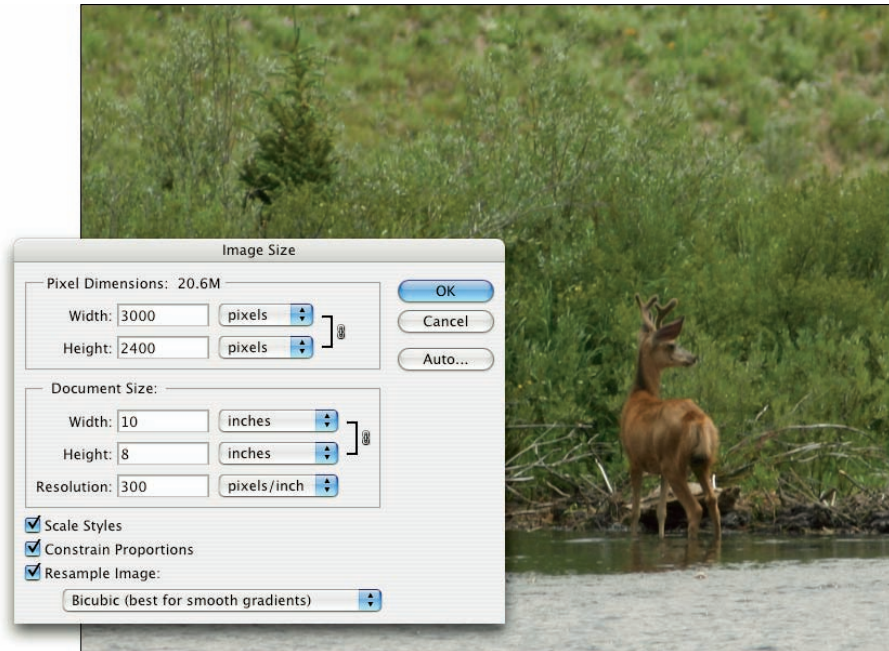 Image Size
Pixel Dimensions: 20.6M
Width: 3000 pixels
Height: 2400 pixels
Document Size:
Width: 10 inches
Height: 8 inches
Resolution: 300 pixels/inch
Scale Styles
Constrain Proportions
Resample Image:
Bicubic (best for smooth gradients)
OK
Cancel
Auto...